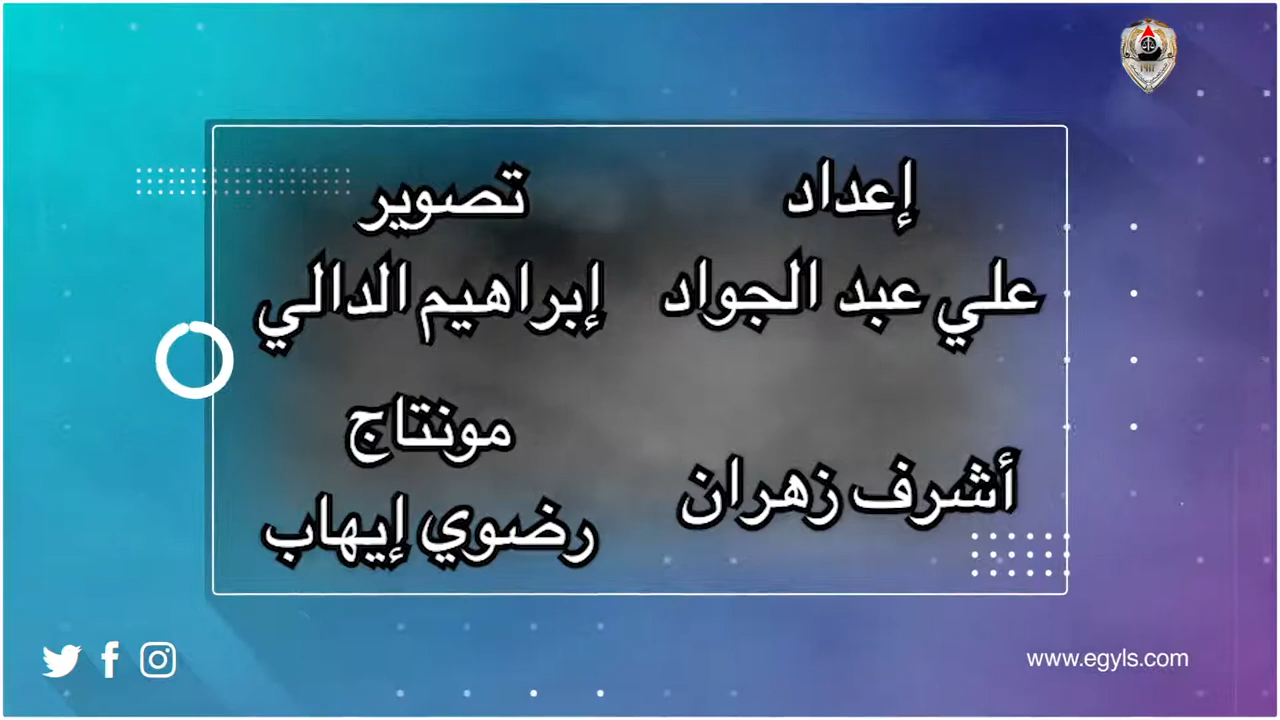 إعداد
علي عبد الجواد
أشرف زهران
تصوير
إبراهيم الدالي
مونتاج
رضوي إيهاب
www.egyls.com